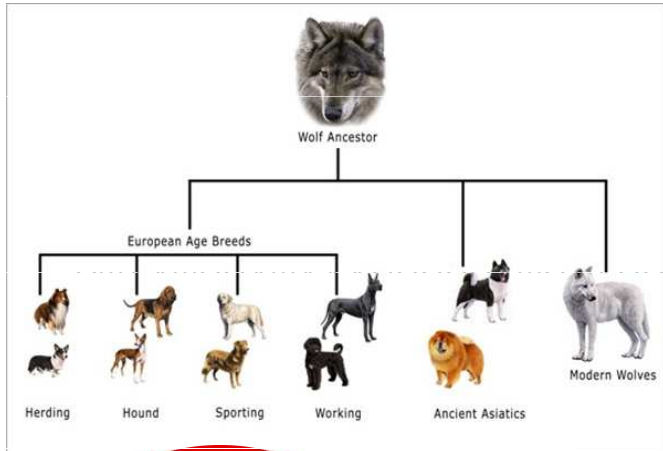 Wolf Ancestor
European Age Breeds
Modern Wolves
Herding
Hound
Sporting
Working
Ancient Asiatics